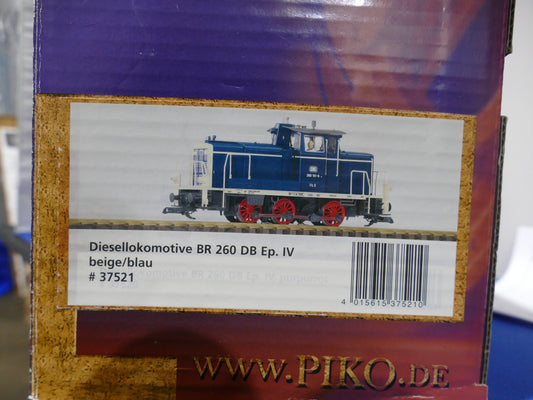 Diesellokomotive BR 260 DB Ep. IV
beige/blau
# 37521
4 015615 375210
www.PIKO.DE